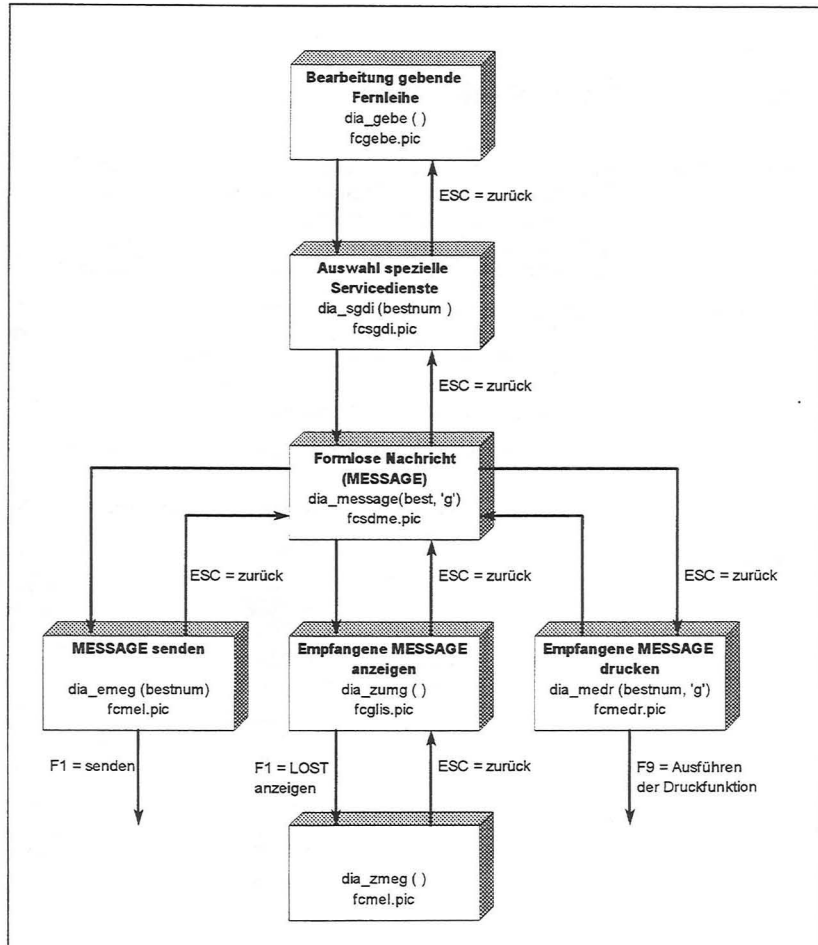 Bearbeitung gebende
Fernleihe
dia_gebe ( )
fcgebe.pic
ESC = zurück
Auswahl spezielle
Servicedienste
dia_sgdi (bestnum )
fcsgdi.pic
ESC = zurück
Formlose Nachricht
(MESSAGE)
dia_message(best, 'g')
fcsdme.pic
ESC = zurück
ESC = zurück
ESC = zurück
MESSAGE senden
dia_emeg (bestnum)
fcmel.pic
Empfangene MESSAGE
anzeigen
dia_zumg ( )
fcglis.pic
Empfangene MESSAGE
drucken
dia_medr (bestnum, 'g')
fcmedr.pic
F1 = senden
F1 = LOST
anzeigen
ESC = zurück
F9 = Ausführen
der Druckfunktion
dia_zmeg ( )
fcmel.pic